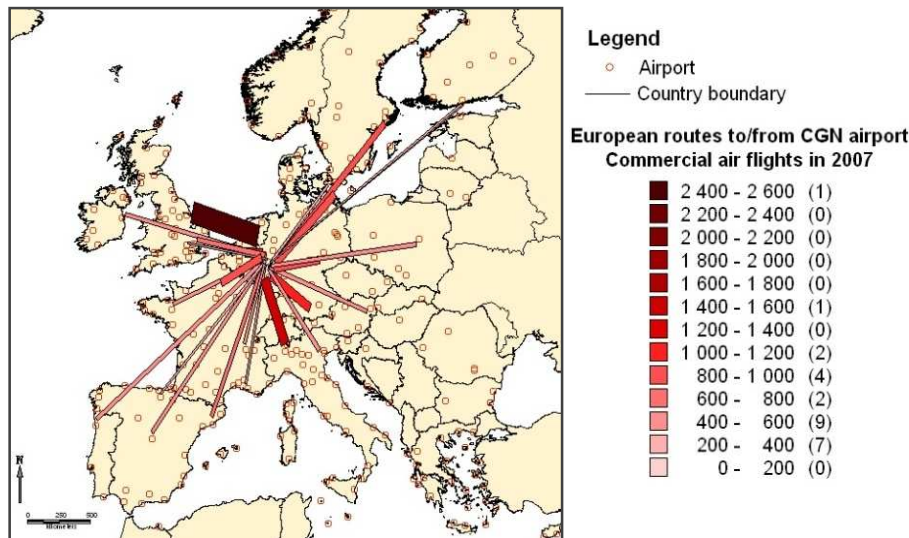 Legend
Airport
Country boundary
European routes to/from CGN airport
Commercial air flights in 2007
2 400 - 2 600 (1)
2 200 - 2 400 (0)
2 000 - 2 200 (0)
1 800 - 2 000 (0)
1 600 - 1 800 (0)
1 400 - 1 600 (1)
1 200 - 1 400 (0)
1 000 - 1 200 (2)
800 - 1 000 (4)
600 - 800 (2)
400 - 600 (9)
200 - 400 (7)
0 - 200 (0)
N
0 250 500
kilometers